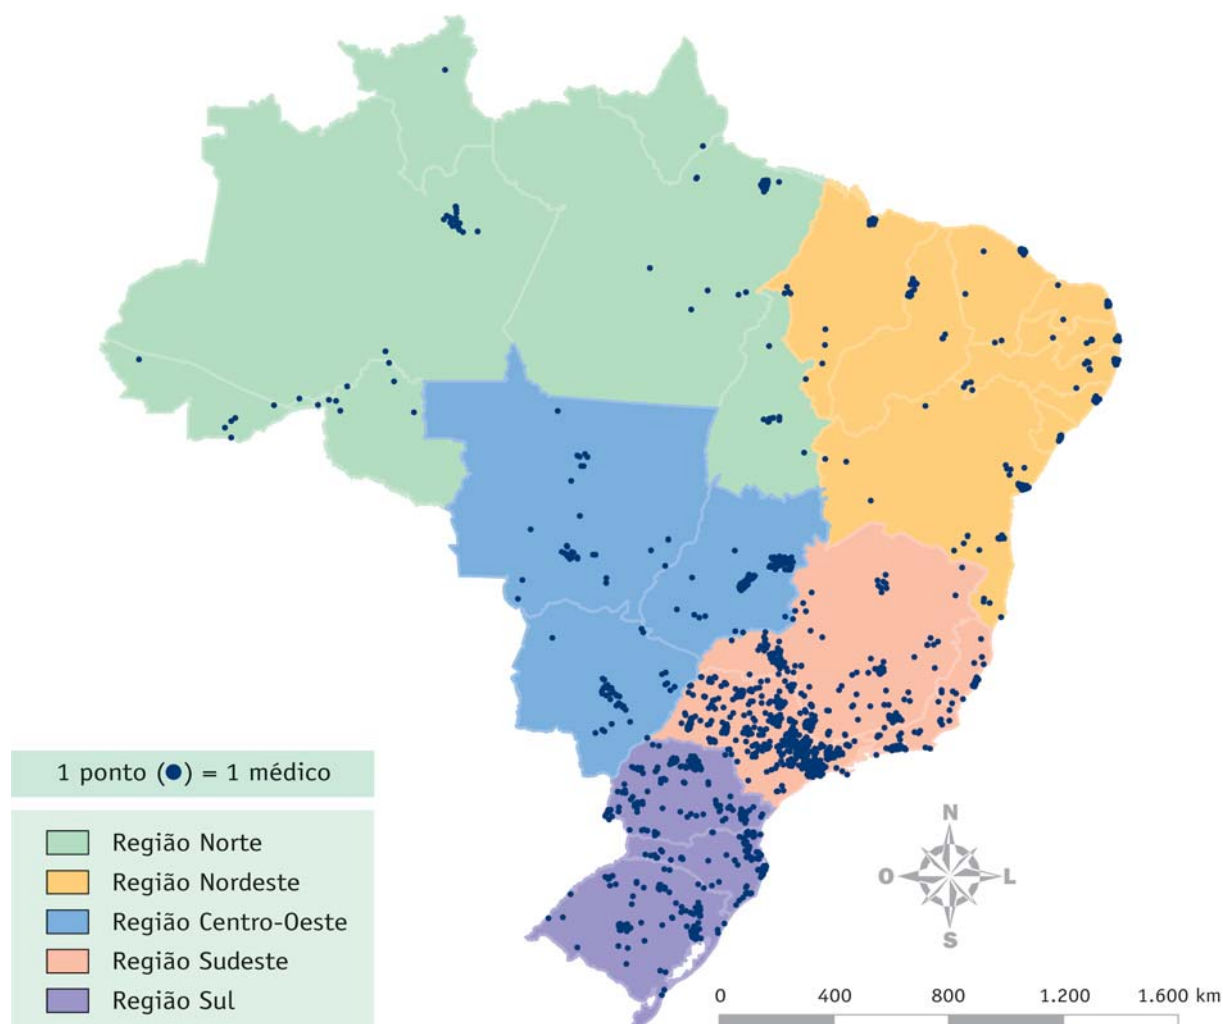 1 ponto (●) = 1 médico
Região Norte
Região Nordeste
Região Centro-Oeste
Região Sudeste
Região Sul
N
O
L
S
0 400 800 1.200 1.600 km